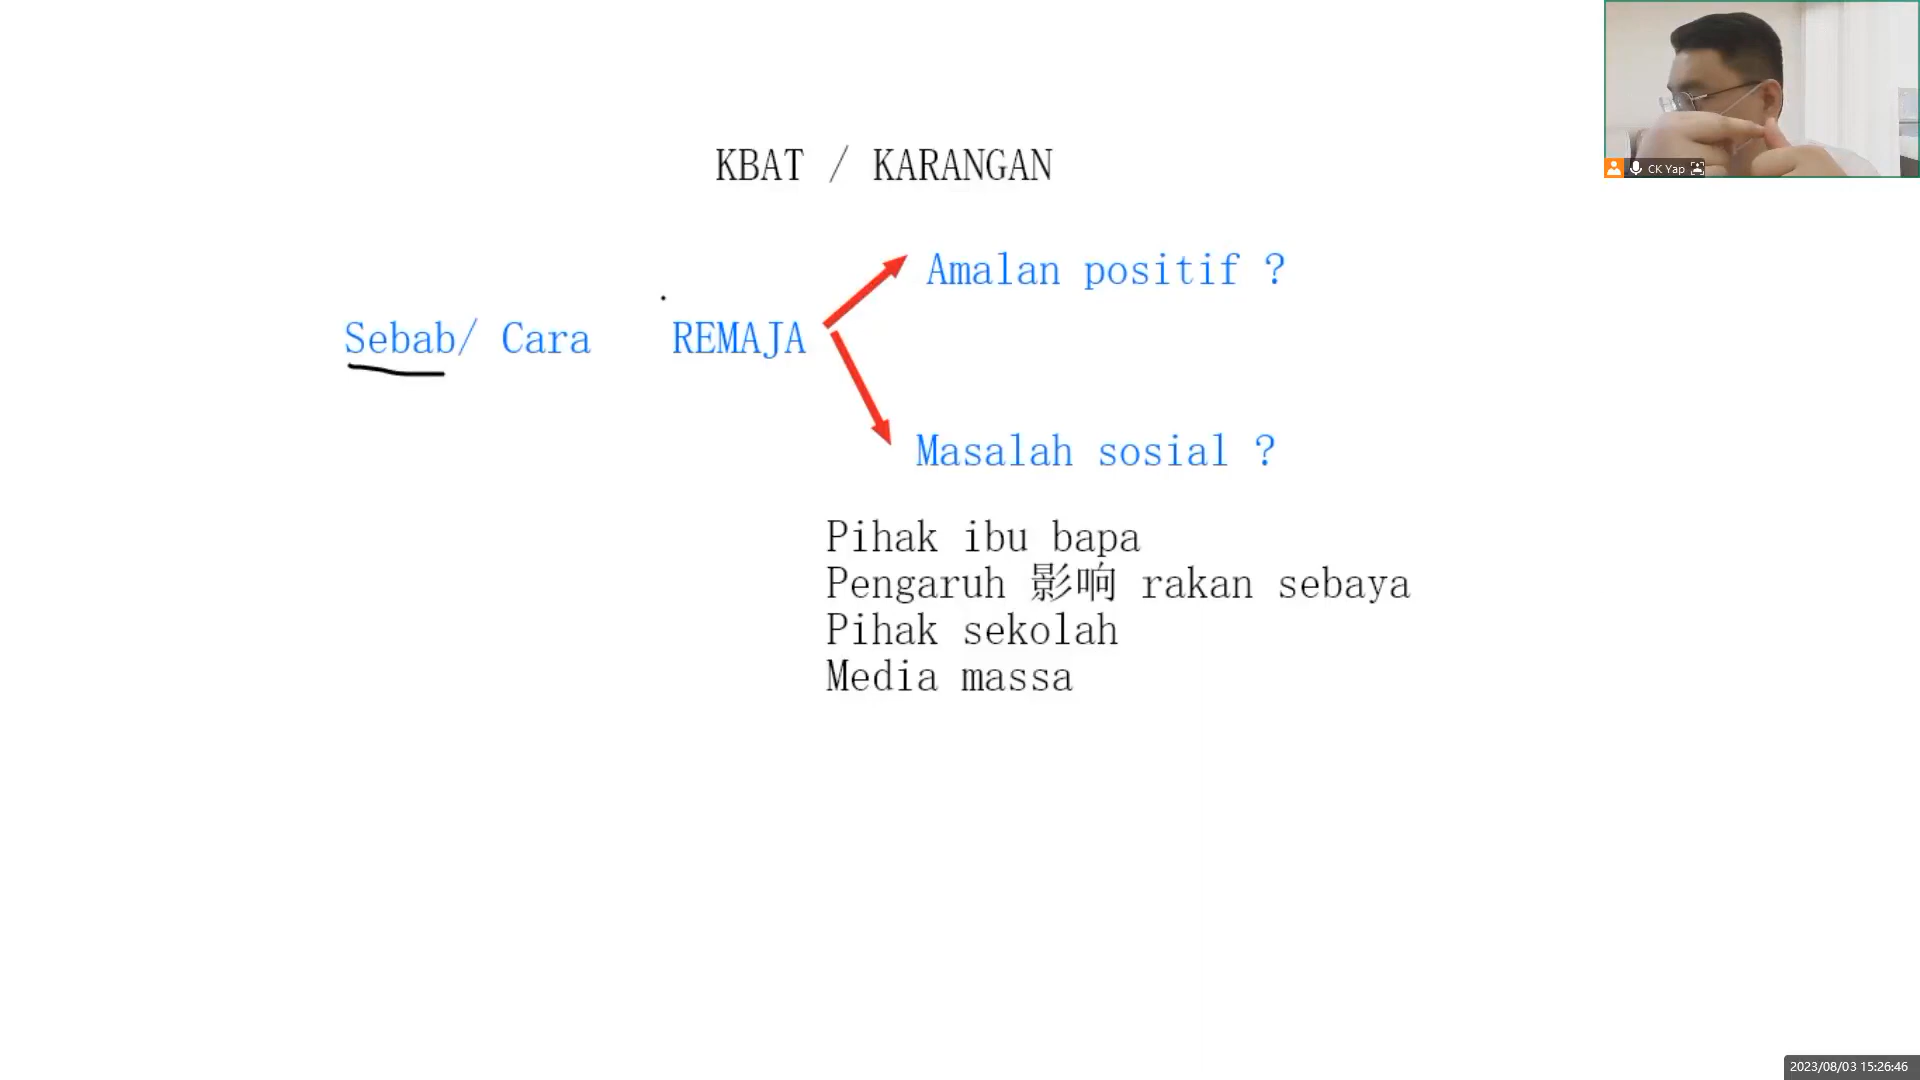 KBAT / KARANGAN
CK Yap
Amalan positif ?
Sebab/ Cara REMAJA
Masalah sosial ?
Pihak ibu bapa
Pengaruh 影响 rakan sebaya
Pihak sekolah
Media massa
2023/08/03 15:26:46